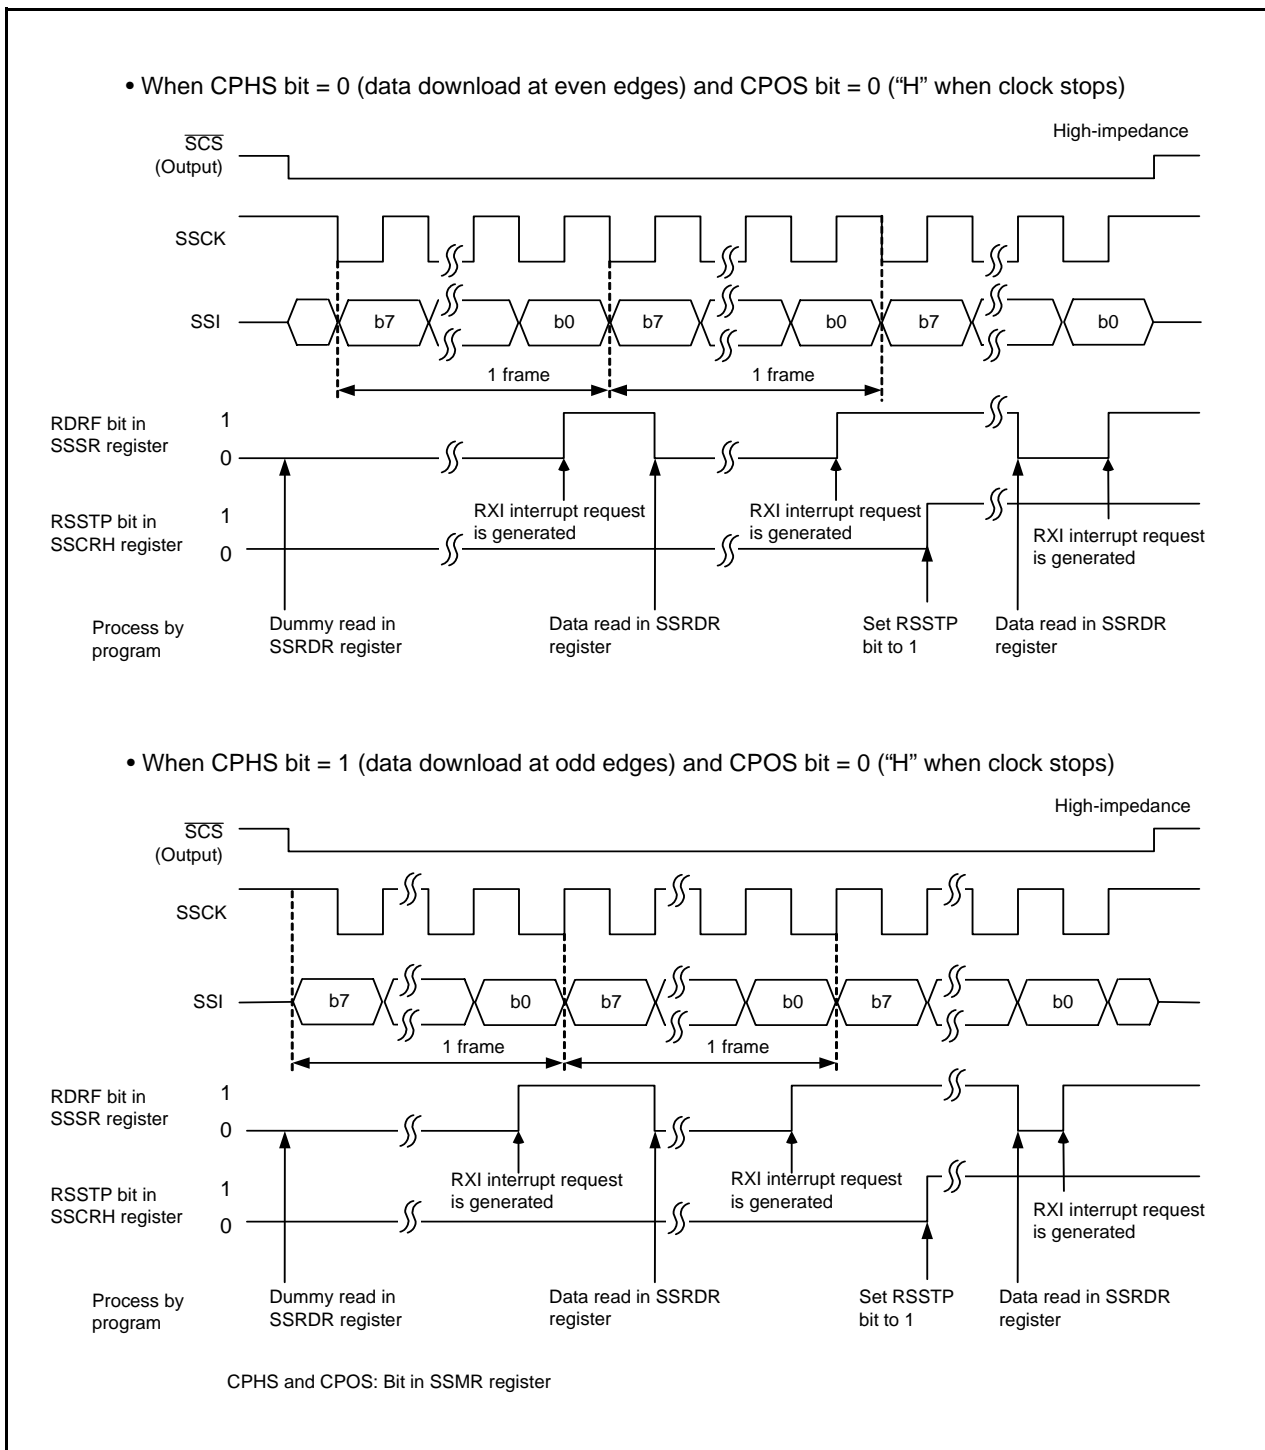 • When CPHS bit = 0 (data download at even edges) and CPOS bit = 0 (“H” when clock stops)
High-impedance
SCS
(Output)
SSCK
SSI
b7
b0
b7
b0
b7
b0
1 frame
1 frame
RDRF bit in
SSSR register
1
0
RXI interrupt request
is generated
RXI interrupt request
is generated
RSSTP bit in
SSCRH register
1
0
RXI interrupt request
is generated
Process by
program
Dummy read in
SSRDR register
Data read in SSRDR
register
Set RSSTP
bit to 1
Data read in SSRDR
register
• When CPHS bit = 1 (data download at odd edges) and CPOS bit = 0 (“H” when clock stops)
High-impedance
SCS
(Output)
SSCK
SSI
b7
b0
b7
b0
b7
b0
1 frame
1 frame
RDRF bit in
SSSR register
1
0
RXI interrupt request
is generated
RXI interrupt request
is generated
RSSTP bit in
SSCRH register
1
0
RXI interrupt request
is generated
Process by
program
Dummy read in
SSRDR register
Data read in SSRDR
register
Set RSSTP
bit to 1
Data read in SSRDR
register
CPHS and CPOS: Bit in SSMR register